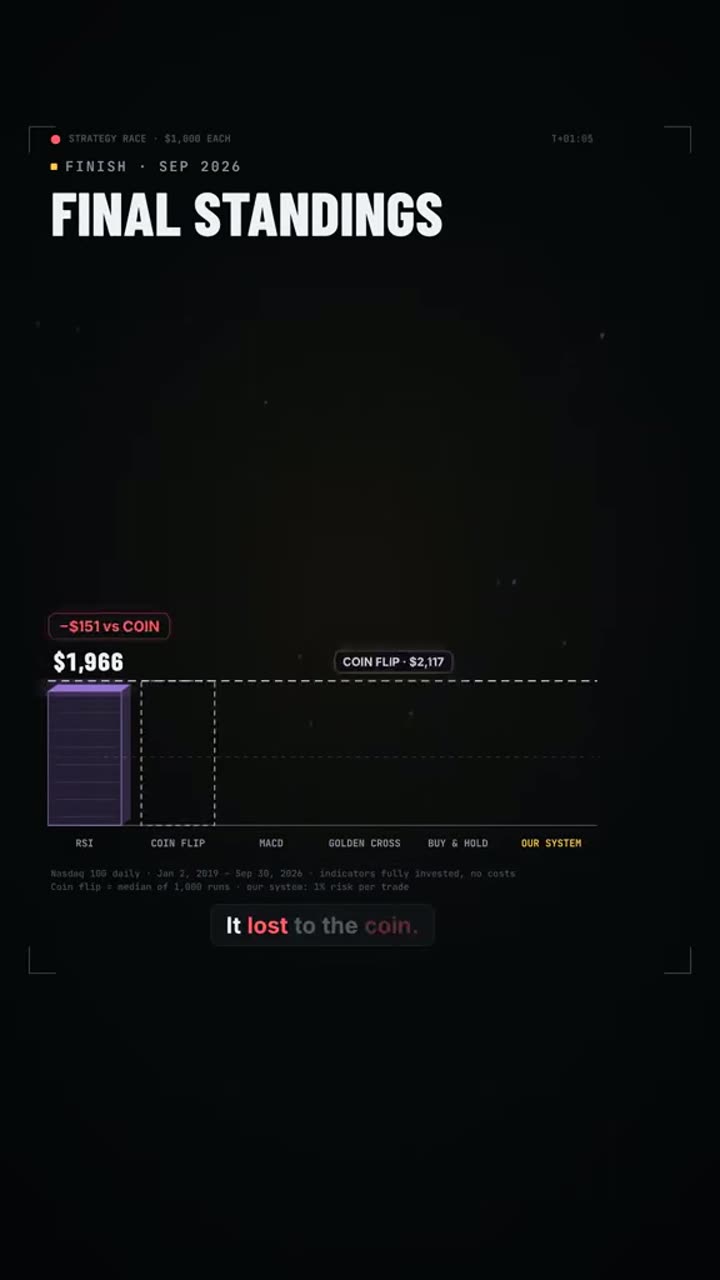 STRATEGY RACE · $1,000 EACH
T+01:05
FINISH · SEP 2026
FINAL STANDINGS
−$151 vs COIN
$1,966
COIN FLIP · $2,117
RSI
COIN FLIP
MACD
GOLDEN CROSS
BUY & HOLD
OUR SYSTEM
Nasdaq 100 daily · Jan 2, 2019 – Sep 30, 2026 · indicators fully invested, no costs
Coin flip = median of 1,000 runs · our system: 1% risk per trade
It lost to the coin.